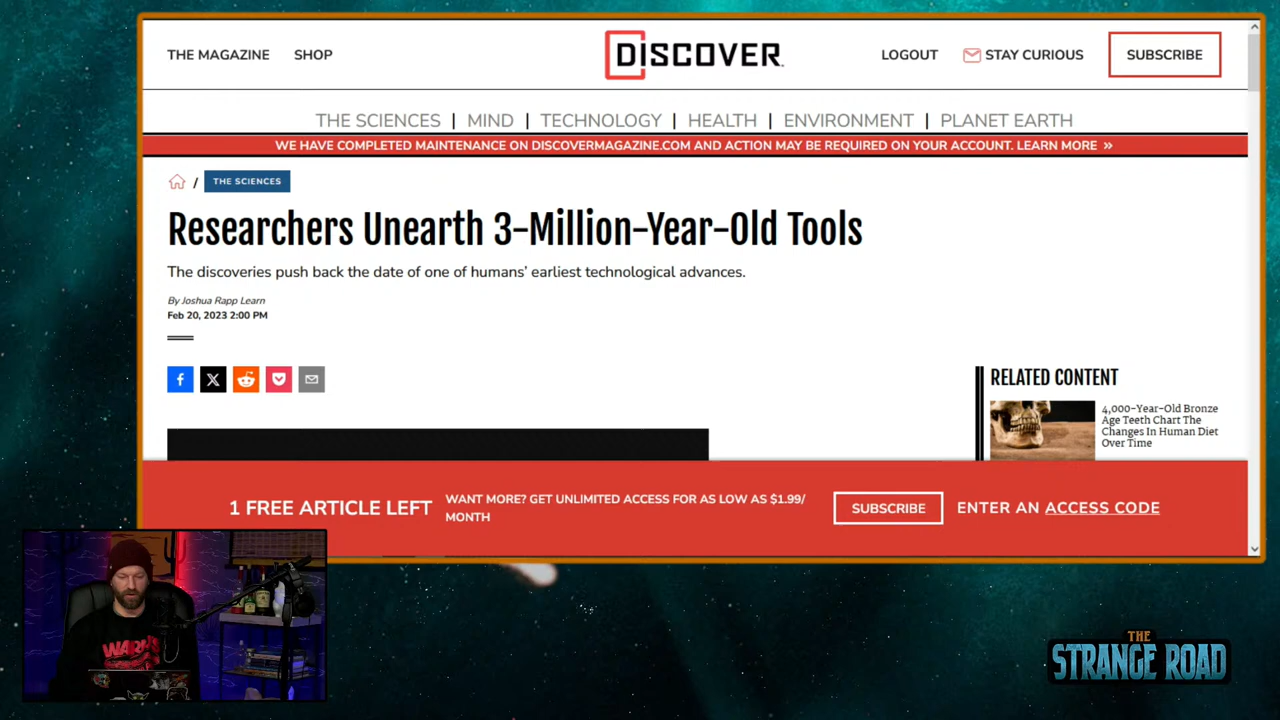 THE MAGAZINE SHOP
DISCOVER
LOGOUT STAY CURIOUS SUBSCRIBE
THE SCIENCES | MIND | TECHNOLOGY | HEALTH | ENVIRONMENT | PLANET EARTH
WE HAVE COMPLETED MAINTENANCE ON DISCOVERMAGAZINE.COM AND ACTION MAY BE REQUIRED ON YOUR ACCOUNT. LEARN MORE »
/ THE SCIENCES
Researchers Unearth 3-Million-Year-Old Tools
The discoveries push back the date of one of humans’ earliest technological advances.
By Joshua Rapp Learn
Feb 20, 2023 2:00 PM
RELATED CONTENT
4,000-Year-Old Bronze
Age Teeth Chart The
Changes In Human Diet
Over Time
1 FREE ARTICLE LEFT
WANT MORE? GET UNLIMITED ACCESS FOR AS LOW AS $1.99/
MONTH
SUBSCRIBE
ENTER AN ACCESS CODE
THE
STRANGE ROAD